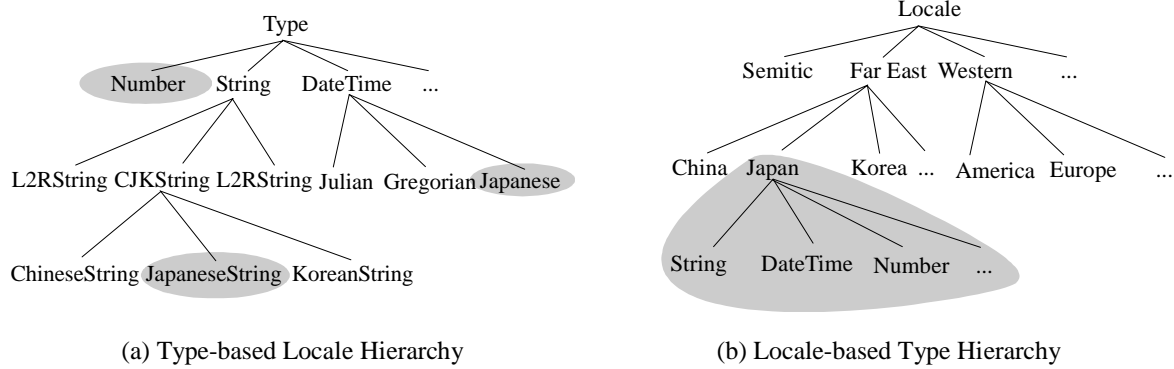 Type
Number String DateTime ...
L2RString CJKString L2RString Julian Gregorian Japanese
ChineseString JapaneseString KoreanString
(a) Type-based Locale Hierarchy
Locale
Semitic Far East Western ...
China Japan Korea ... America Europe ...
String DateTime Number ...
(b) Locale-based Type Hierarchy